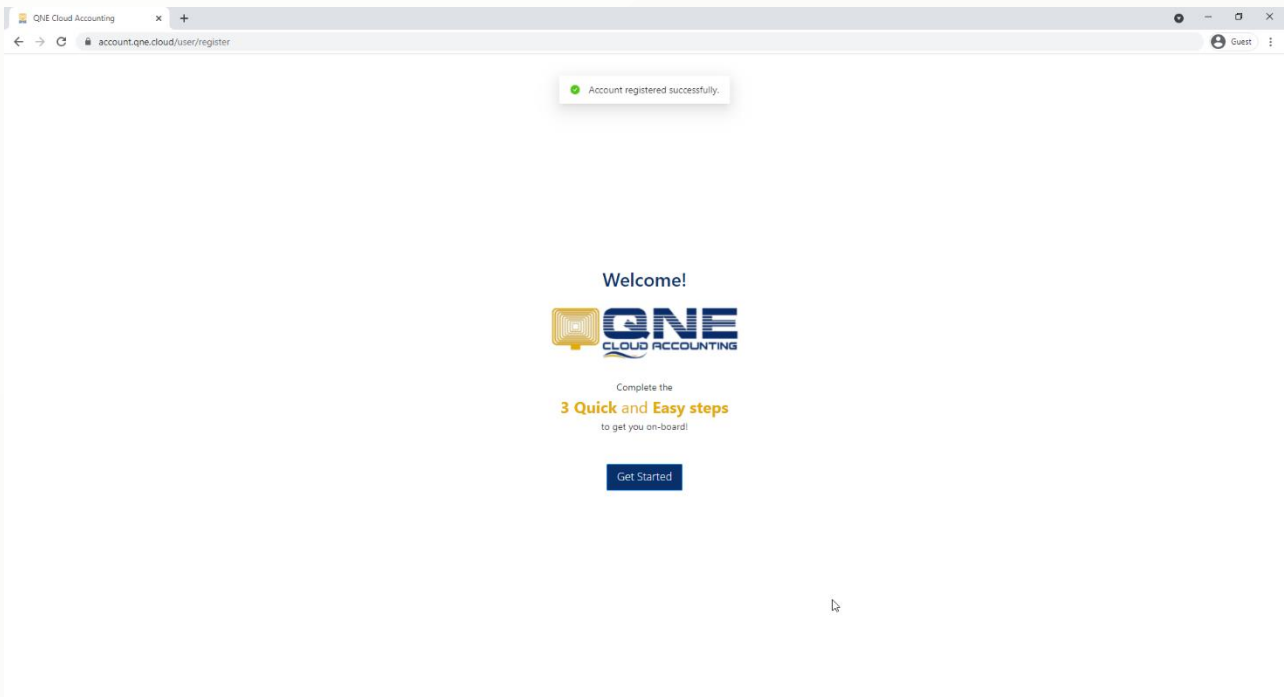 QNE Cloud Accounting
account.qne.cloud/user/register
Guest
Account registered successfully.
Welcome!
QNE
CLOUD ACCOUNTING
Complete the
3 Quick and Easy steps
to get you on-board!
Get Started